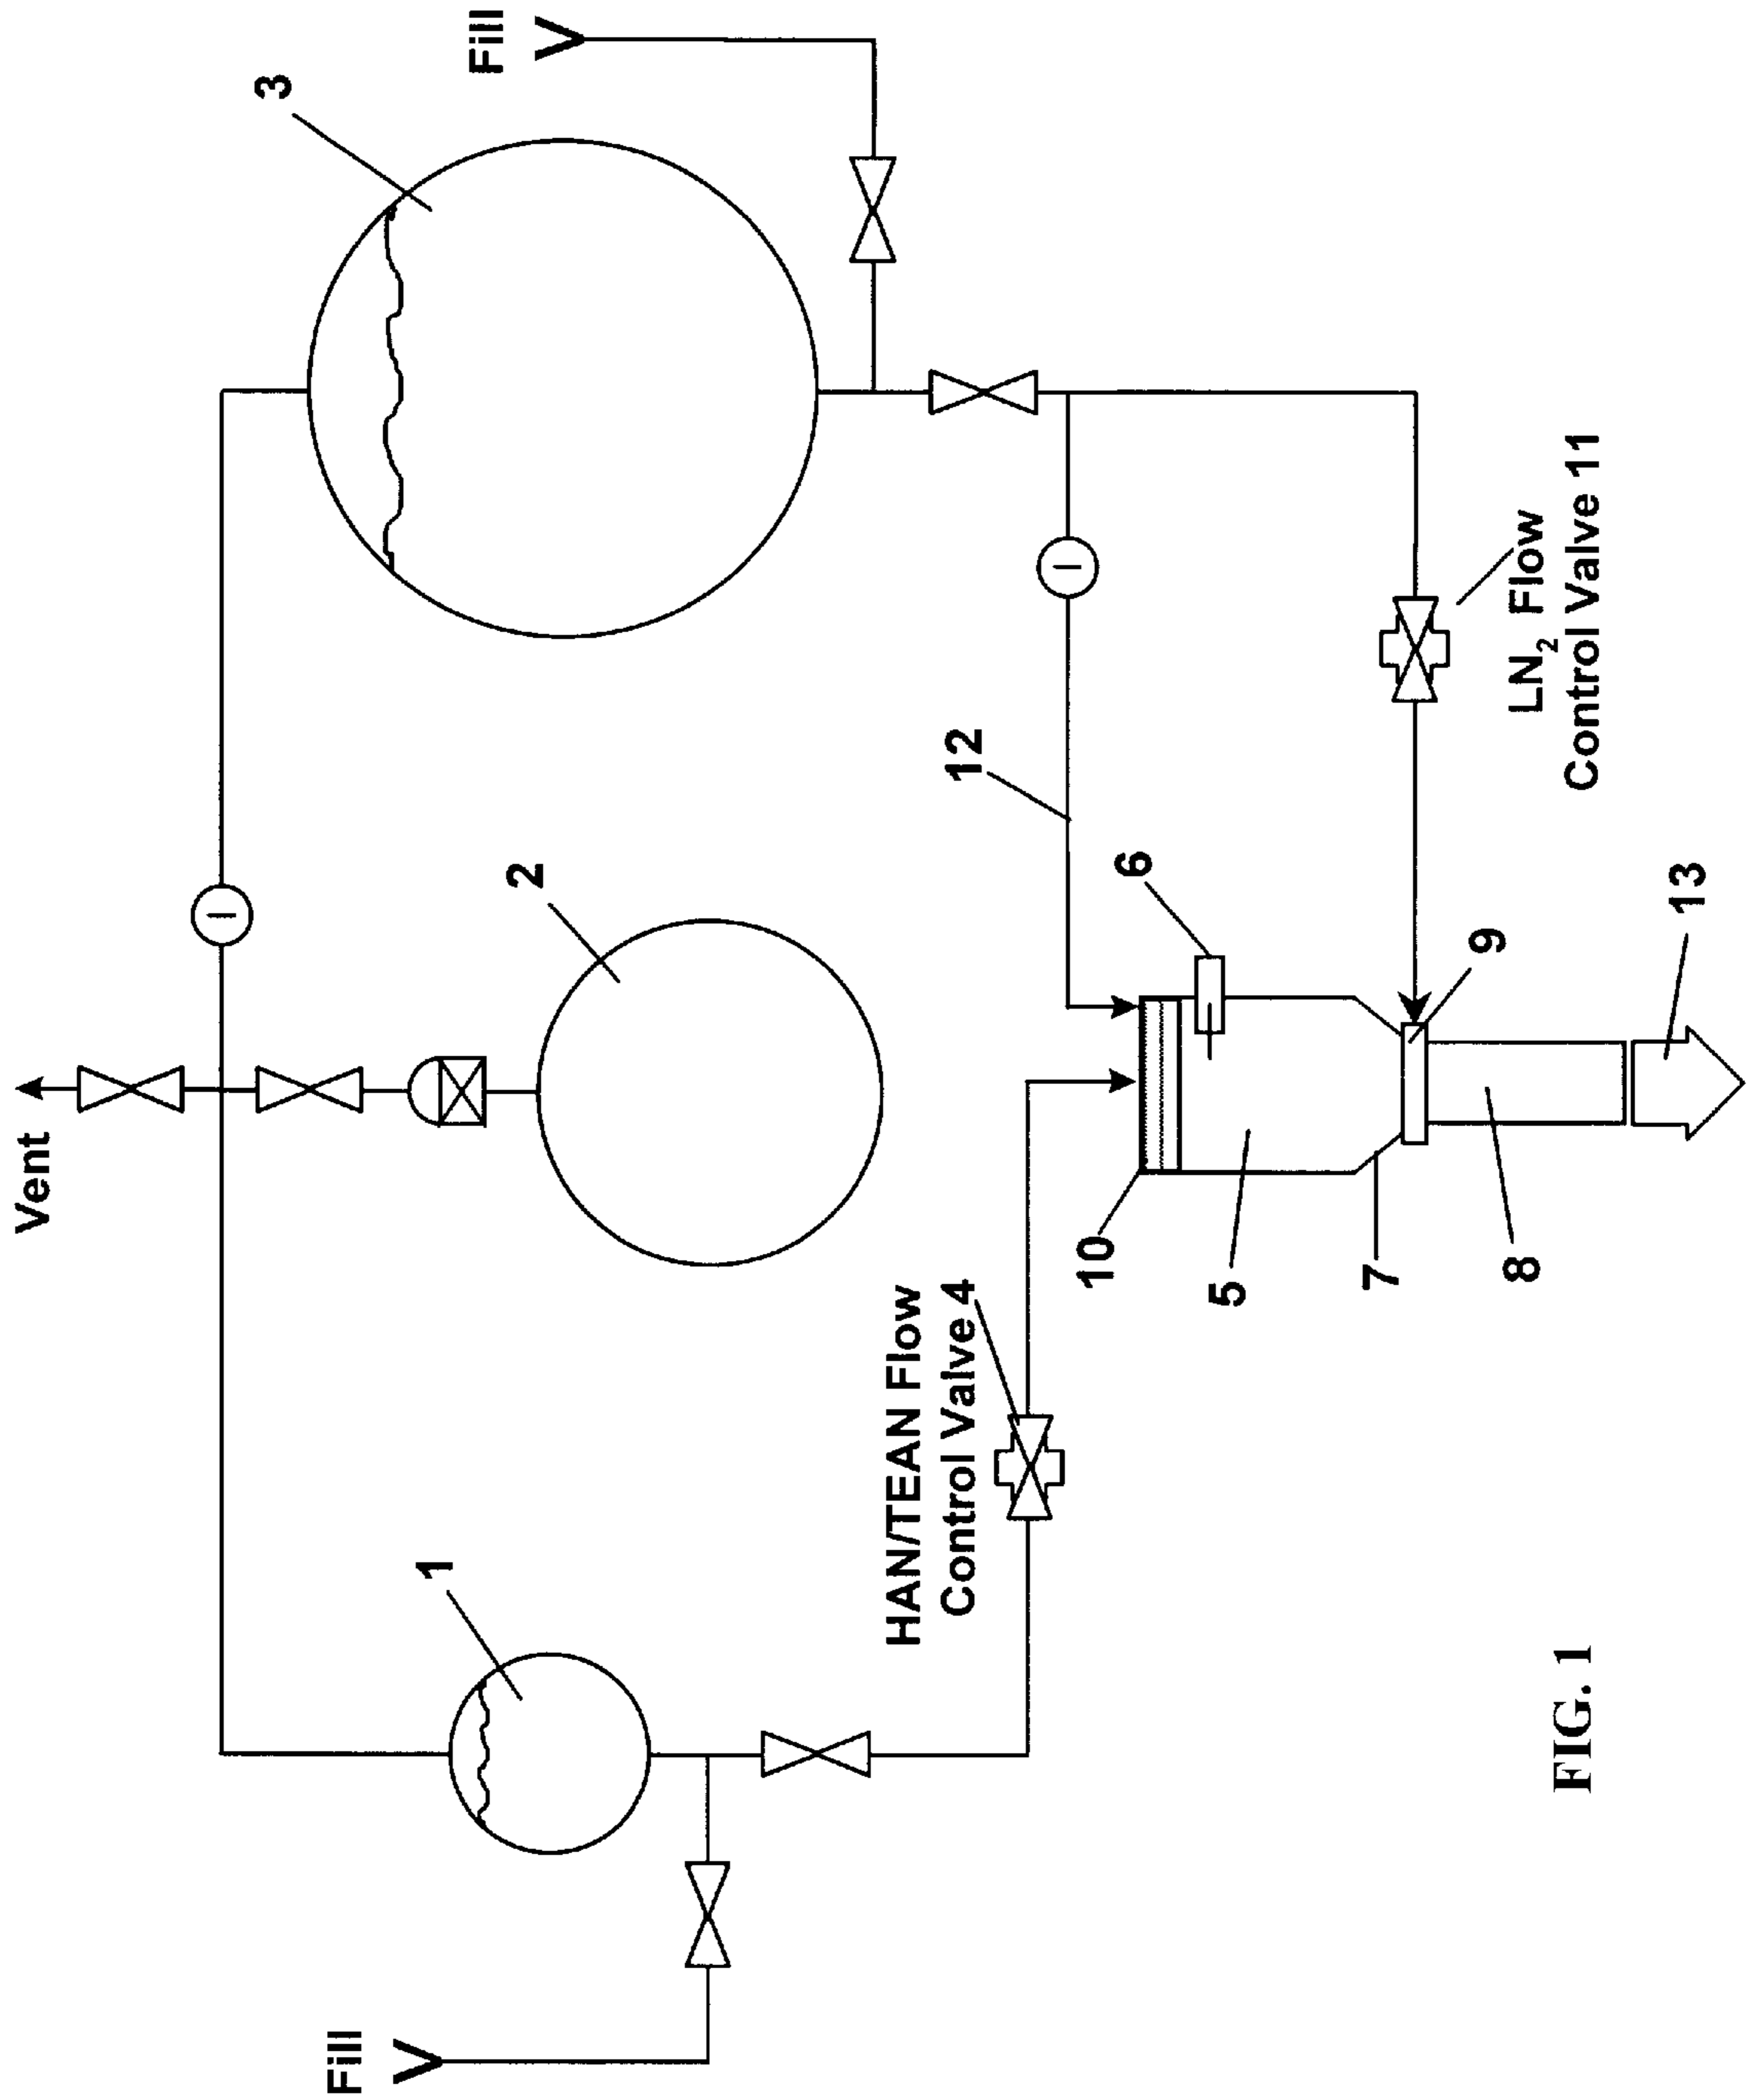 Vent
Fill
3
2
1
Fill
HAN/TEAN Flow
Control Valve 4
12
6
10
5
7
9
8
13
LN₂ Flow
Control Valve 11
FIG. 1